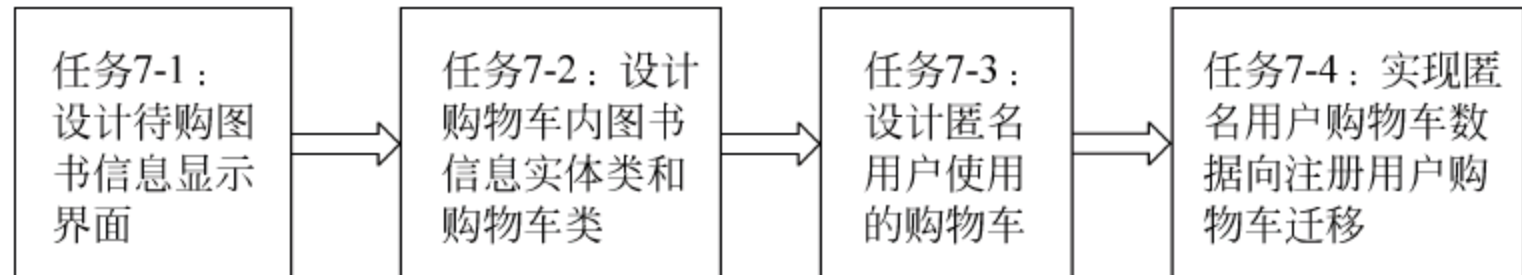 任务7-1：
设计待购图
书信息显示
界面
任务7-2：设计
购物车内图书
信息实体类和
购物车类
任务7-3：
设计匿名
用户使用
的购物车
任务7-4：实现匿
名用户购物车数
据向注册用户购
物车迁移